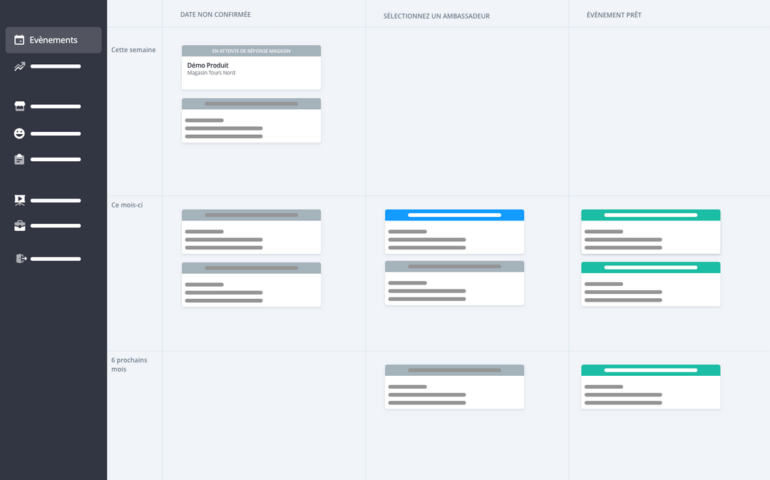 DATE NON CONFIRMÉE
SÉLECTIONNEZ UN AMBASSADEUR
ÉVÈNEMENT PRÊT
Evènements
Cette semaine
EN ATTENTE DE RÉPONSE MAGASIN
Démo Produit
Magasin Tours Nord
Ce mois-ci
6 prochains
mois